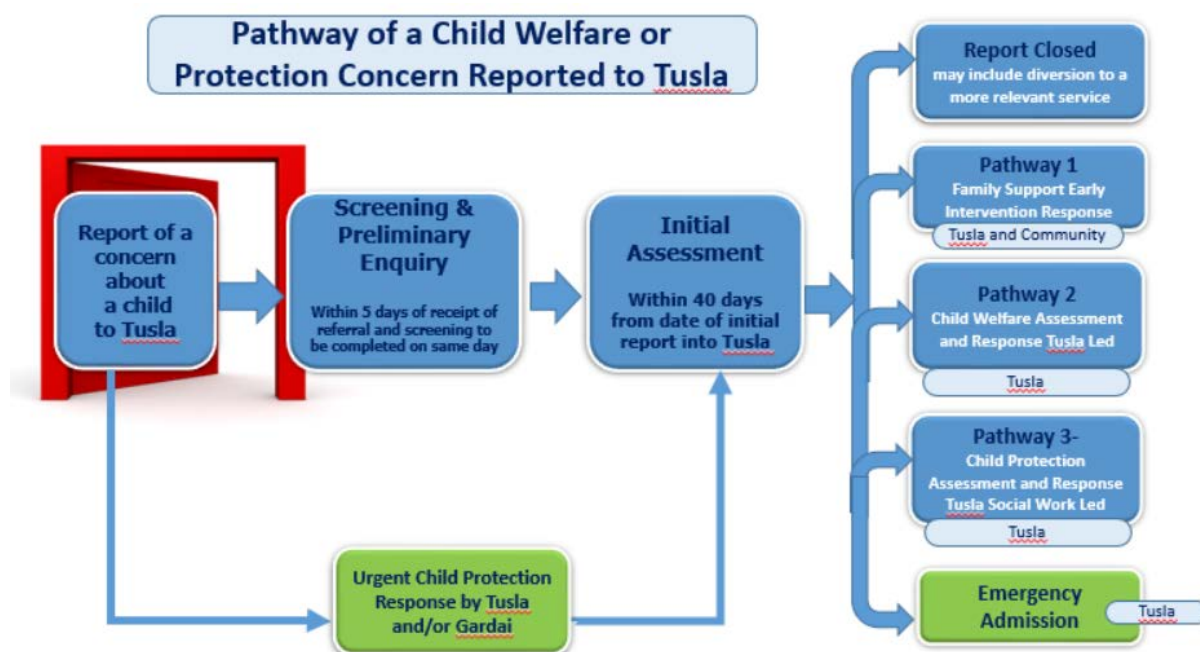 Pathway of a Child Welfare or
Protection Concern Reported to Tusla
Report of a
concern
about
a child
to Tusla
Screening &
Preliminary
Enquiry
Within 5 days of receipt of
referral and screening to
be completed on same day
Initial
Assessment
Within 40 days
from date of initial
report into Tusla
Urgent Child Protection
Response by Tusla
and/or Gardai
Report Closed
may include diversion to a
more relevant service
Pathway 1
Family Support Early
Intervention Response
Tusla and Community
Pathway 2
Child Welfare Assessment
and Response Tusla Led
Tusla
Pathway 3-
Child Protection
Assessment and Response
Tusla Social Work Led
Tusla
Emergency
Admission
Tusla